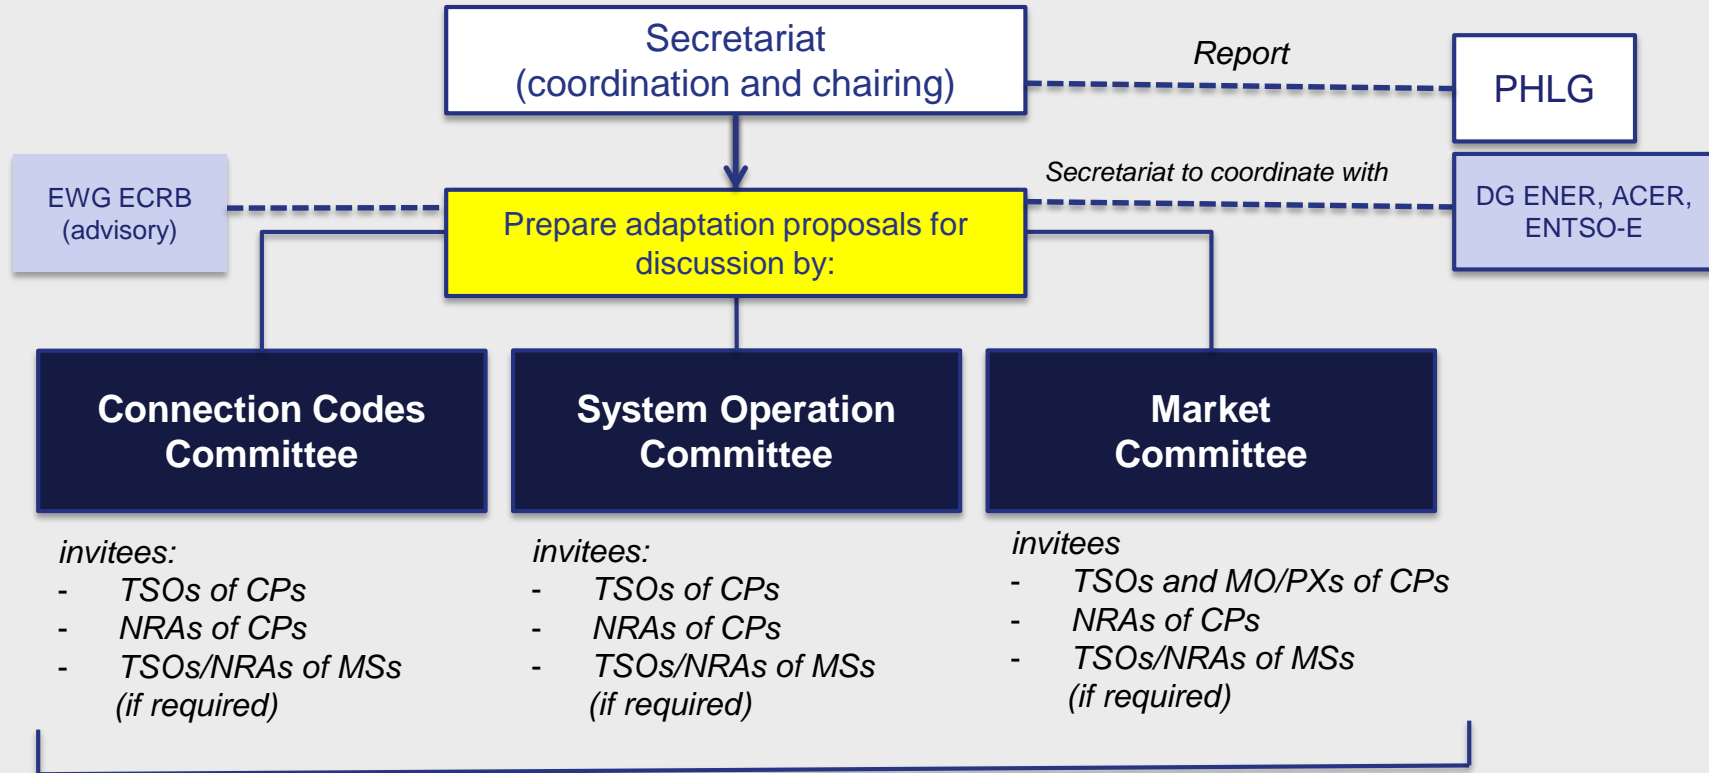 Secretariat
(coordination and chairing)
Report
PHLG
EWG ECRB
(advisory)
Secretariat to coordinate with
DG ENER, ACER,
ENTSO-E
Prepare adaptation proposals for
discussion by:
Connection Codes
Committee
System Operation
Committee
Market
Committee
invitees:
- TSOs of CPs
- NRAs of CPs
- TSOs/NRAs of MSs
(if required)
invitees:
- TSOs of CPs
- NRAs of CPs
- TSOs/NRAs of MSs
(if required)
invitees
- TSOs and MO/PXs of CPs
- NRAs of CPs
- TSOs/NRAs of MSs
(if required)